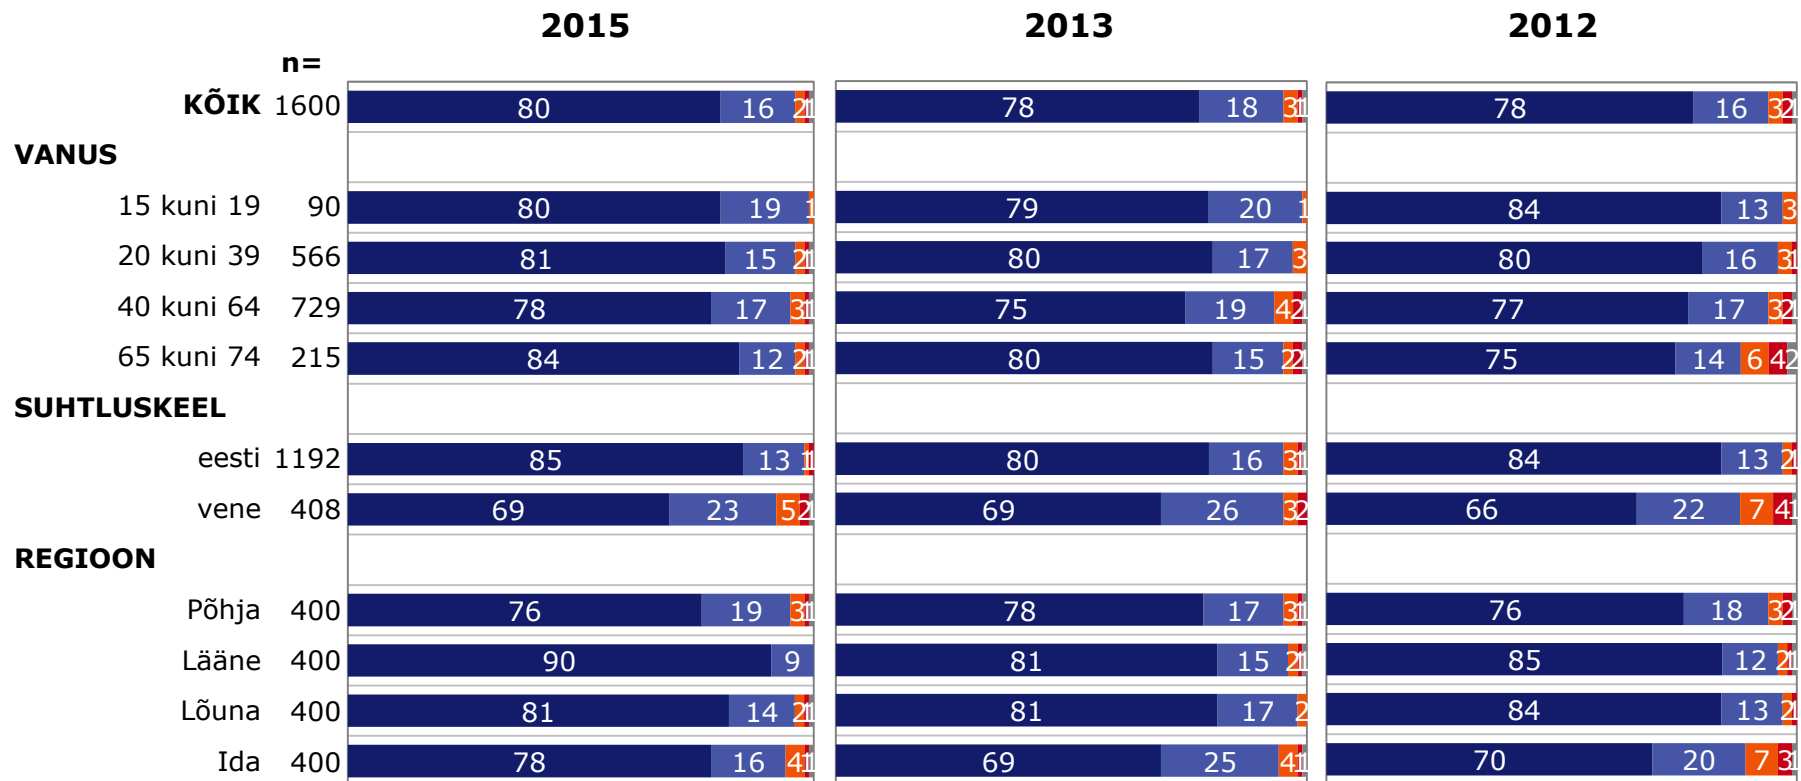 2015 2013 2012
n=
KÕIK 1600 80 16 2 1 78 18 3 1 78 16 3 2 1
VANUS
15 kuni 19 90 80 19 1 79 20 1 84 13 3
20 kuni 39 566 81 15 2 1 80 17 3 80 16 3 1
40 kuni 64 729 78 17 3 1 75 19 4 2 1 77 17 3 2 1
65 kuni 74 215 84 12 2 1 80 15 2 2 1 75 14 6 4 2
SUHTLUSKEEL
eesti 1192 85 13 1 1 80 16 3 1 84 13 2 1
vene 408 69 23 5 2 1 69 26 3 2 66 22 7 4 1
REGIOON
Põhja 400 76 19 3 1 78 17 3 1 76 18 3 2 1
Lääne 400 90 9 81 15 2 1 85 12 2 1
Lõuna 400 81 14 2 1 81 17 2 84 13 2 1
Ida 400 78 16 4 1 69 25 4 1 70 20 7 3 1